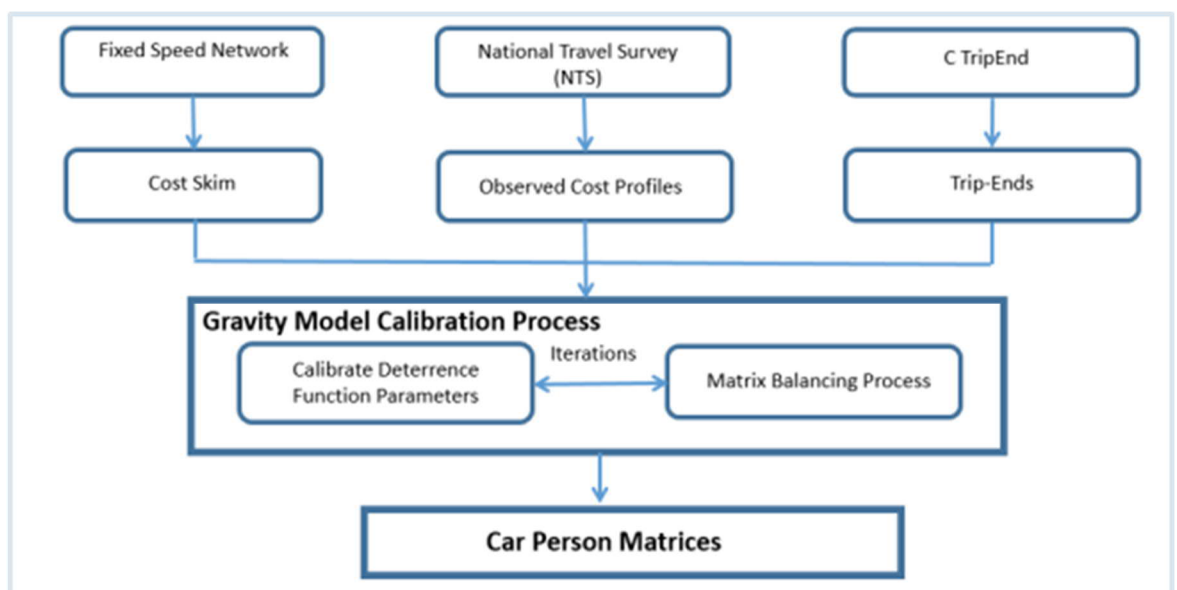 Fixed Speed Network
National Travel Survey
(NTS)
C TripEnd
Cost Skim
Observed Cost Profiles
Trip-Ends
Gravity Model Calibration Process
Iterations
Calibrate Deterrence
Function Parameters
Matrix Balancing Process
Car Person Matrices